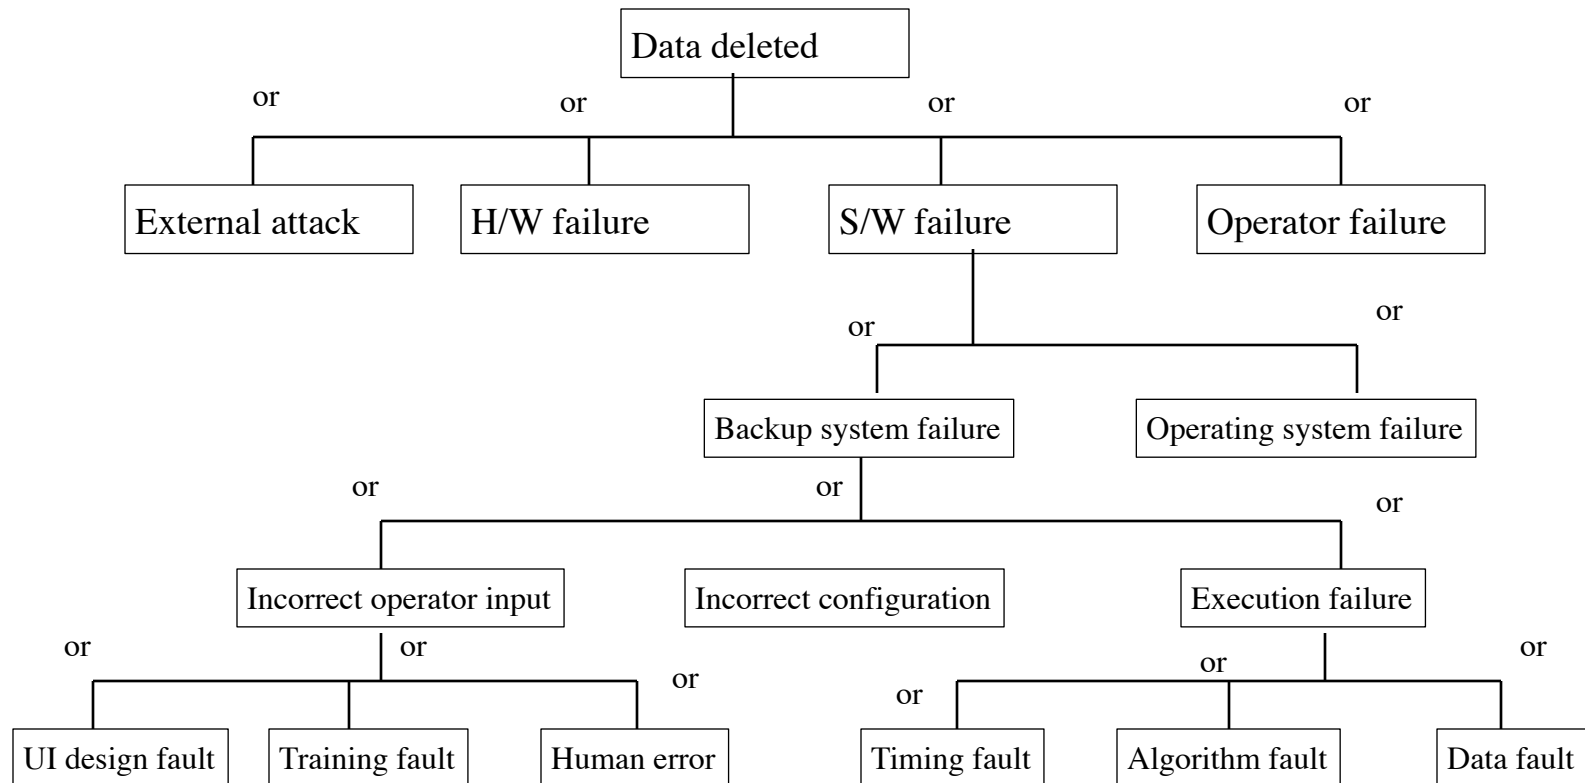 Data deleted
or
or
or
or
External attack
H/W failure
S/W failure
Operator failure
or
or
Backup system failure
Operating system failure
or
or
or
Incorrect operator input
Incorrect configuration
Execution failure
or
or
or
or
or
or
UI design fault
Training fault
Human error
Timing fault
Algorithm fault
Data fault